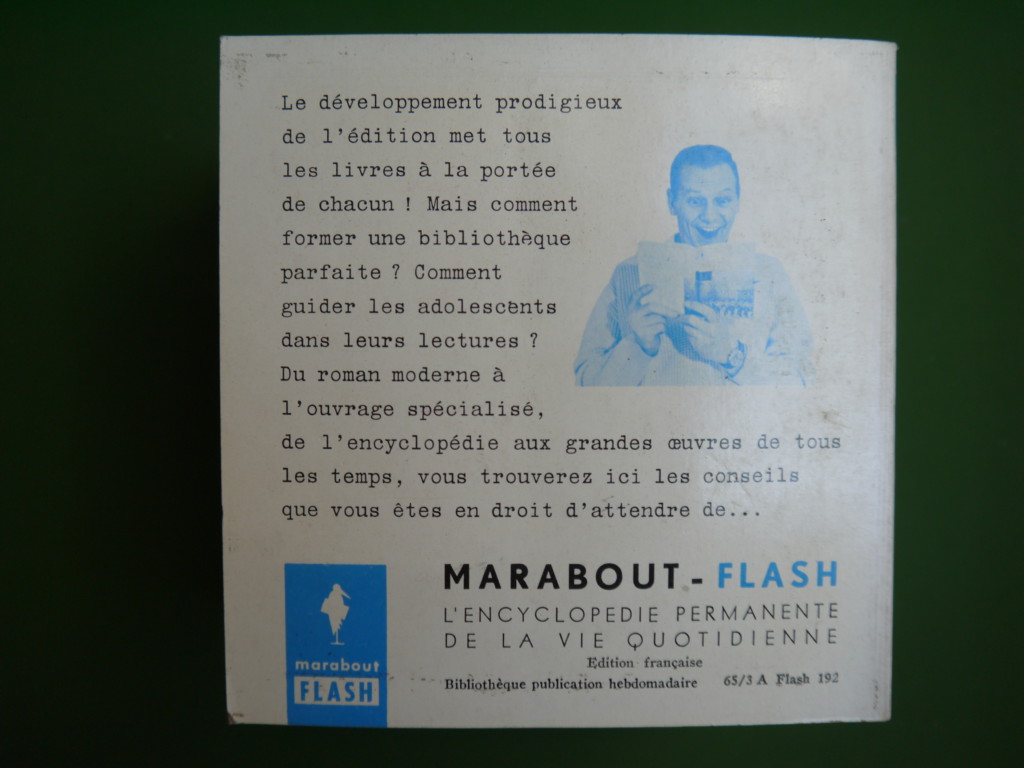 Le développement prodigieux
de l'édition met tous
les livres à la portée
de chacun ! Mais comment
former une bibliothèque
parfaite ? Comment
guider les adolescents
dans leurs lectures ?
Du roman moderne à
l'ouvrage spécialisé,
de l'encyclopédie aux grandes œuvres de tous
les temps, vous trouverez ici les conseils
que vous êtes en droit d'attendre de...
MARABOUT-FLASH
L'ENCYCLOPEDIE PERMANENTE
DE LA VIE QUOTIDIENNE
Edition française
Bibliothèque publication hebdomadaire 65/3 A Flash 192
marabout
FLASH